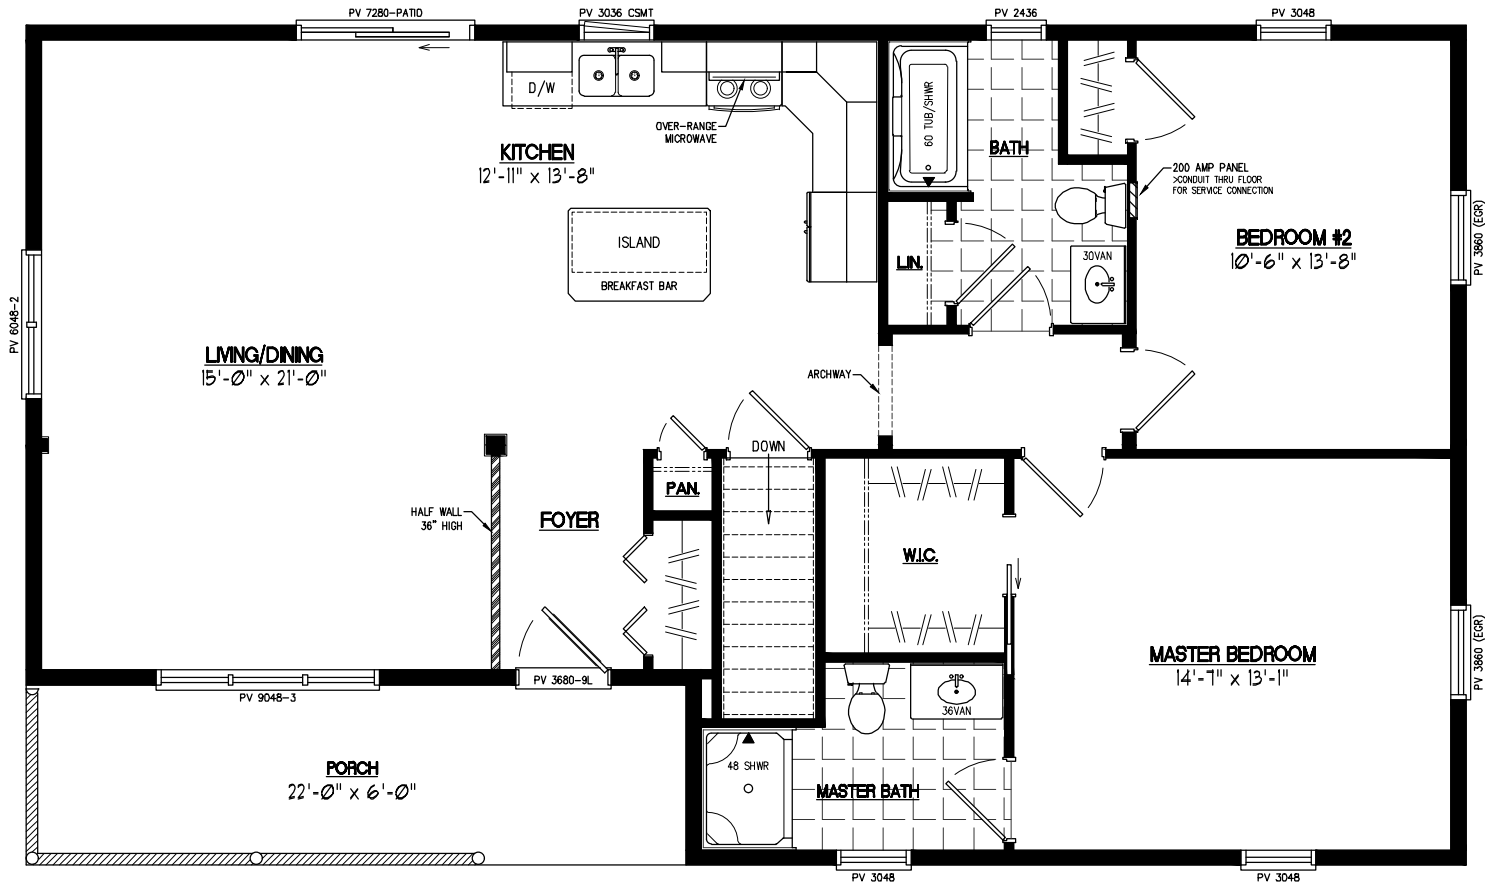 PV 7280-PATIO
PV 3036 CSMT
PV 2436
PV 3048
D/W
OVER-RANGE
MICROWAVE
60 TUB/SHWR
BATH
200 AMP PANEL
>CONDUIT THRU FLOOR
FOR SERVICE CONNECTION
KITCHEN
12'-11" x 13'-8"
ISLAND
BREAKFAST BAR
LIN.
30VAN
BEDROOM #2
10'-6" x 13'-8"
PV 3860 (EGR)
PV 6048-2
LIVING/DINING
15'-0" x 21'-0"
ARCHWAY
DOWN
PAN.
HALF WALL
36" HIGH
FOYER
W.I.C.
MASTER BEDROOM
14'-7" x 13'-1"
PV 3860 (EGR)
PV 9048-3
PV 3680-9L
36VAN
PORCH
22'-0" x 6'-0"
48 SHWR
MASTER BATH
PV 3048
PV 3048